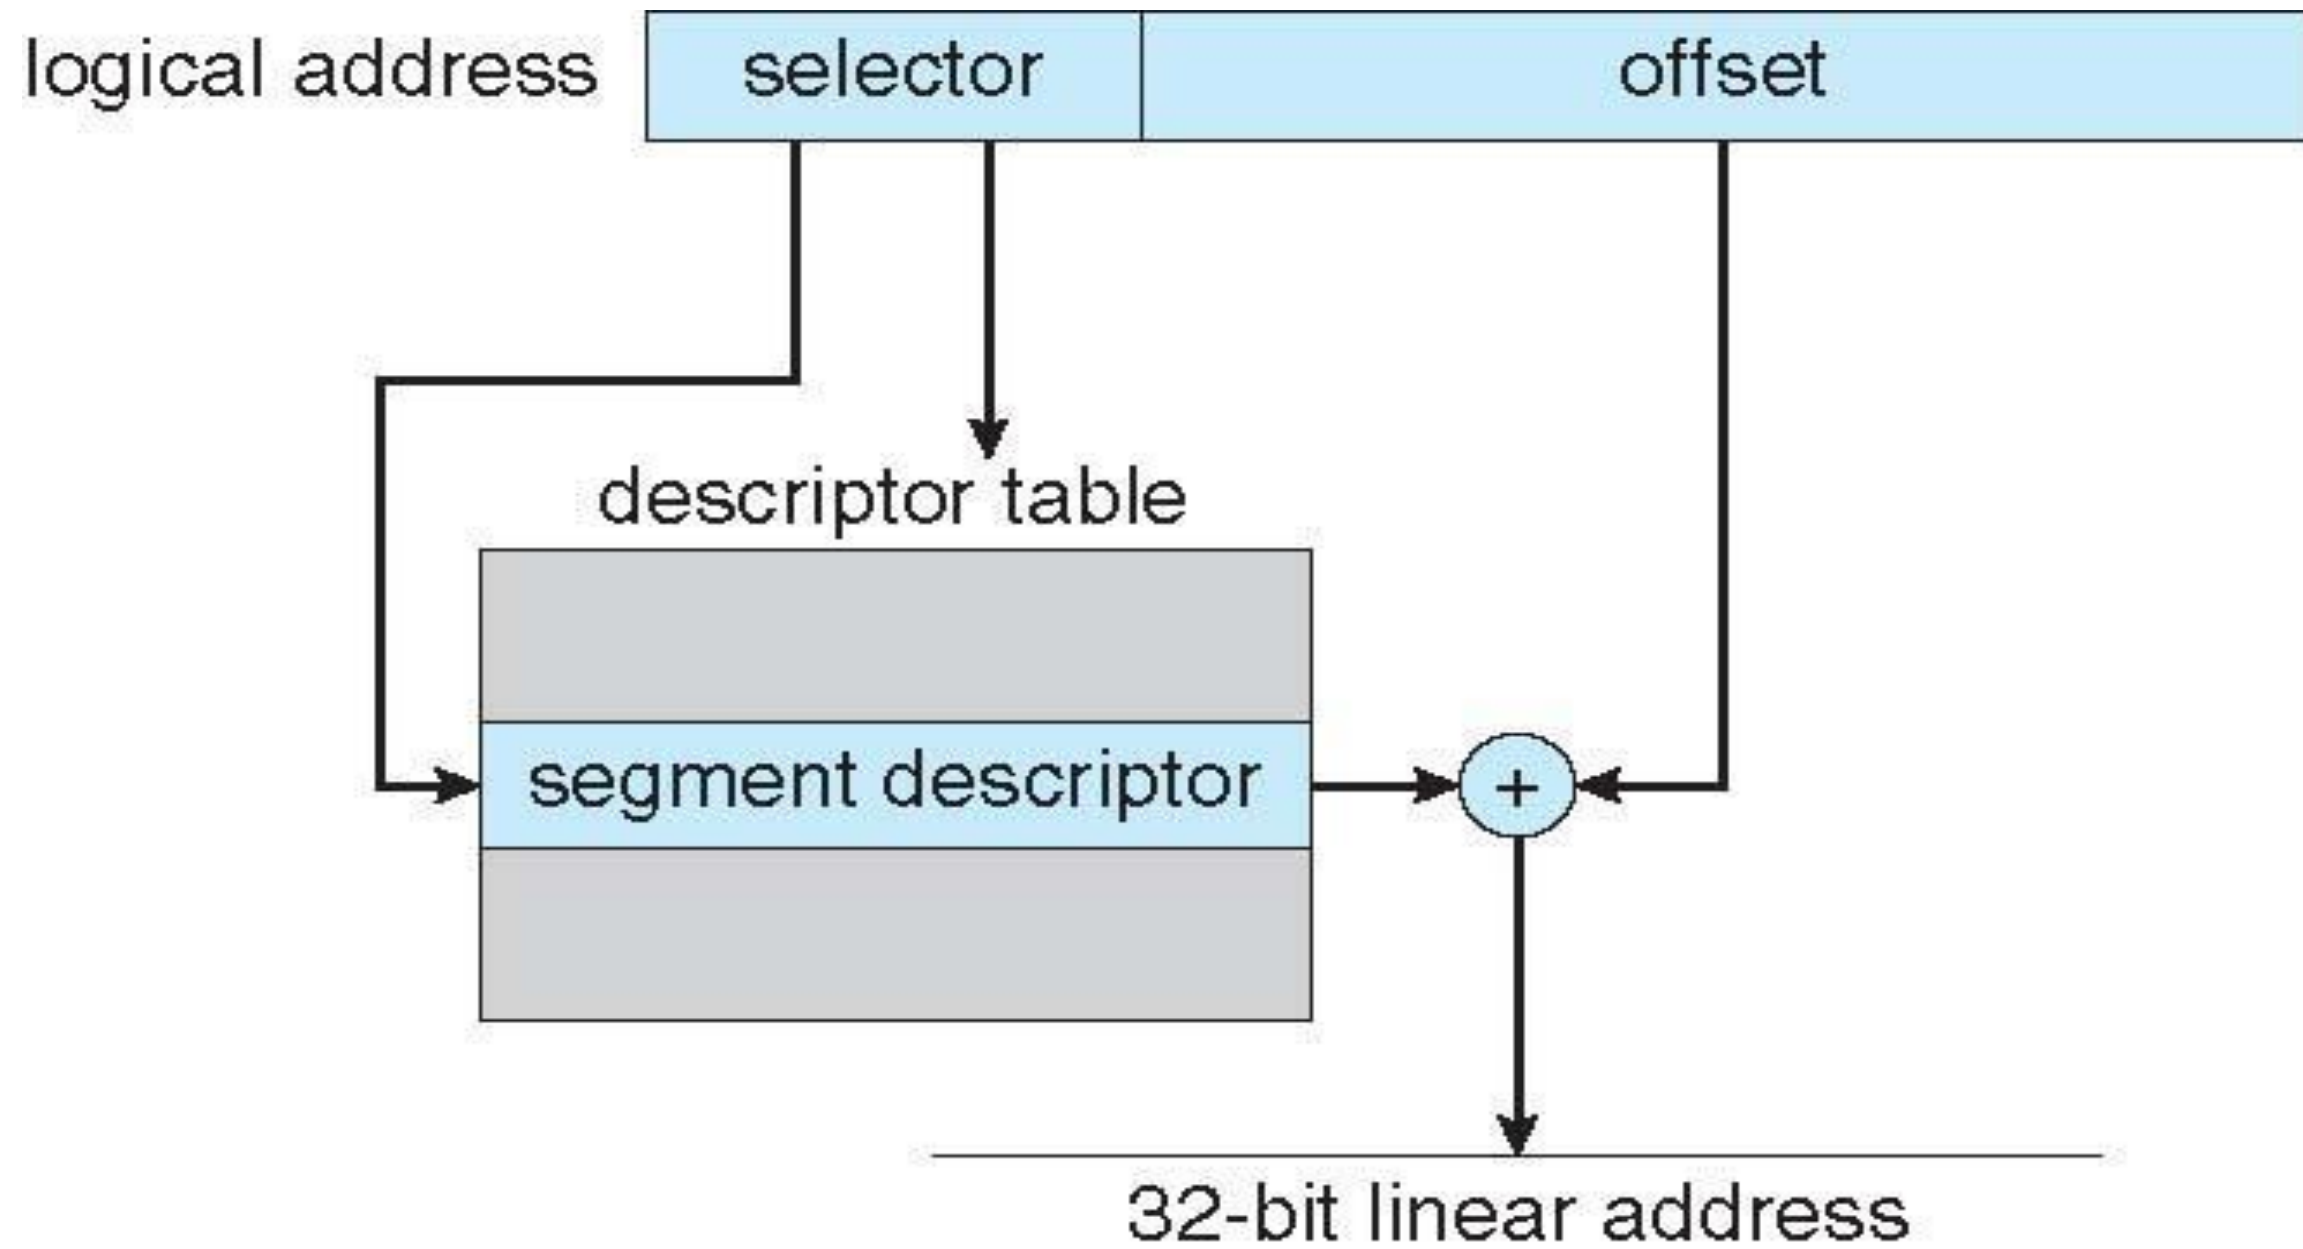 logical address selector offset
descriptor table
segment descriptor +
32-bit linear address